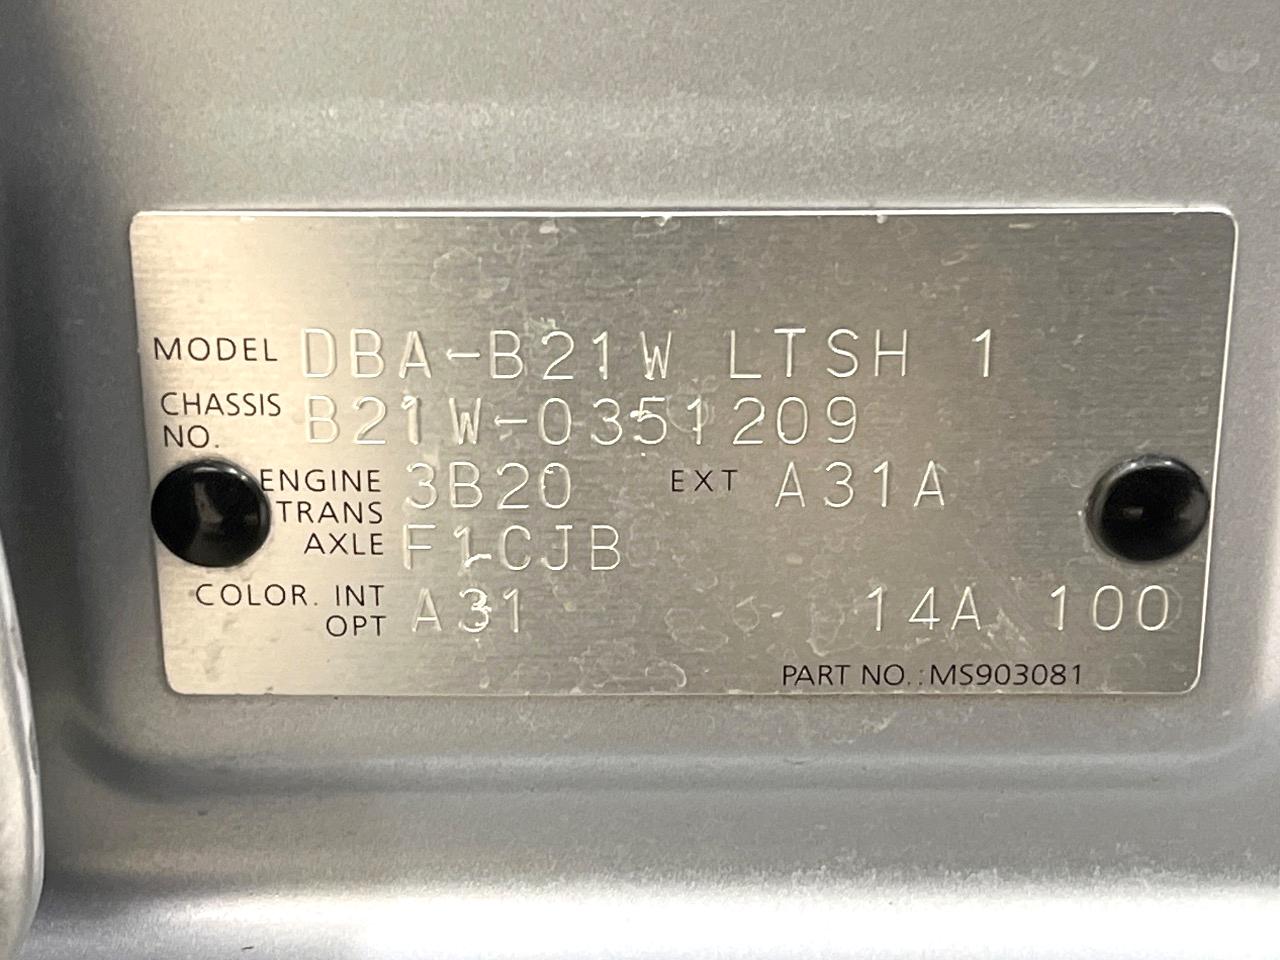 MODEL DBA-B21W LTSH 1
CHASSIS NO. B21W-0351209
ENGINE 3B20 EXT A31A
TRANS AXLE F1CJB
COLOR. INT OPT A31 14A 100
PART NO.:MS903081